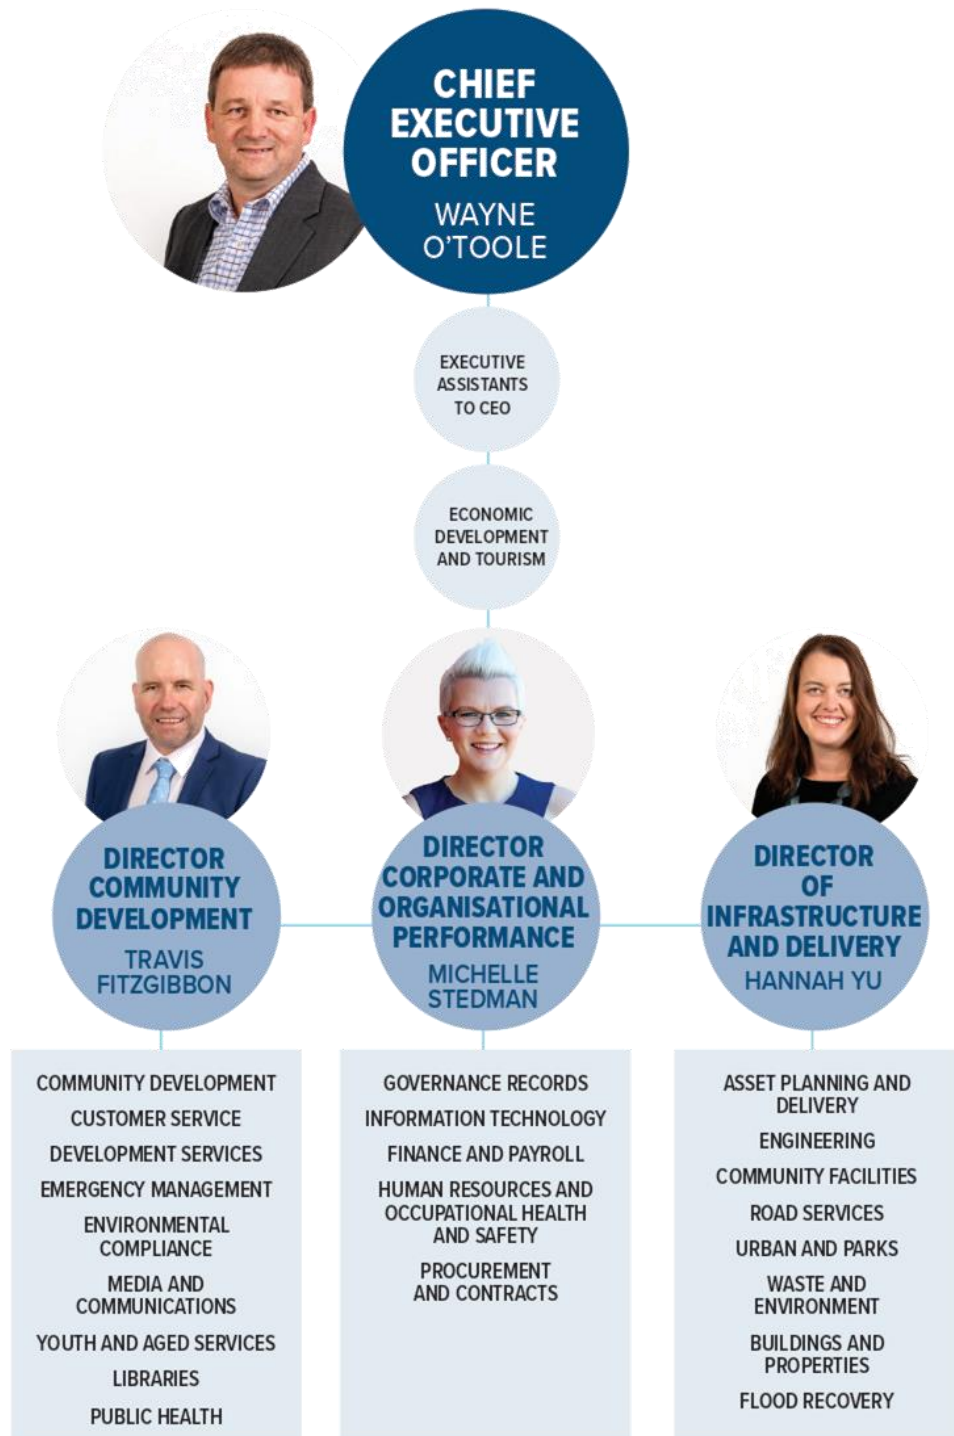 CHIEF
EXECUTIVE
OFFICER
WAYNE
O'TOOLE
EXECUTIVE
ASSISTANTS
TO CEO
ECONOMIC
DEVELOPMENT
AND TOURISM
DIRECTOR
COMMUNITY
DEVELOPMENT
TRAVIS
FITZGIBBON
DIRECTOR
CORPORATE AND
ORGANISATIONAL
PERFORMANCE
MICHELLE
STEDMAN
DIRECTOR
OF
INFRASTRUCTURE
AND DELIVERY
HANNAH YU
COMMUNITY DEVELOPMENT
CUSTOMER SERVICE
DEVELOPMENT SERVICES
EMERGENCY MANAGEMENT
ENVIRONMENTAL
COMPLIANCE
MEDIA AND
COMMUNICATIONS
YOUTH AND AGED SERVICES
LIBRARIES
PUBLIC HEALTH
GOVERNANCE RECORDS
INFORMATION TECHNOLOGY
FINANCE AND PAYROLL
HUMAN RESOURCES AND
OCCUPATIONAL HEALTH
AND SAFETY
PROCUREMENT
AND CONTRACTS
ASSET PLANNING AND
DELIVERY
ENGINEERING
COMMUNITY FACILITIES
ROAD SERVICES
URBAN AND PARKS
WASTE AND
ENVIRONMENT
BUILDINGS AND
PROPERTIES
FLOOD RECOVERY